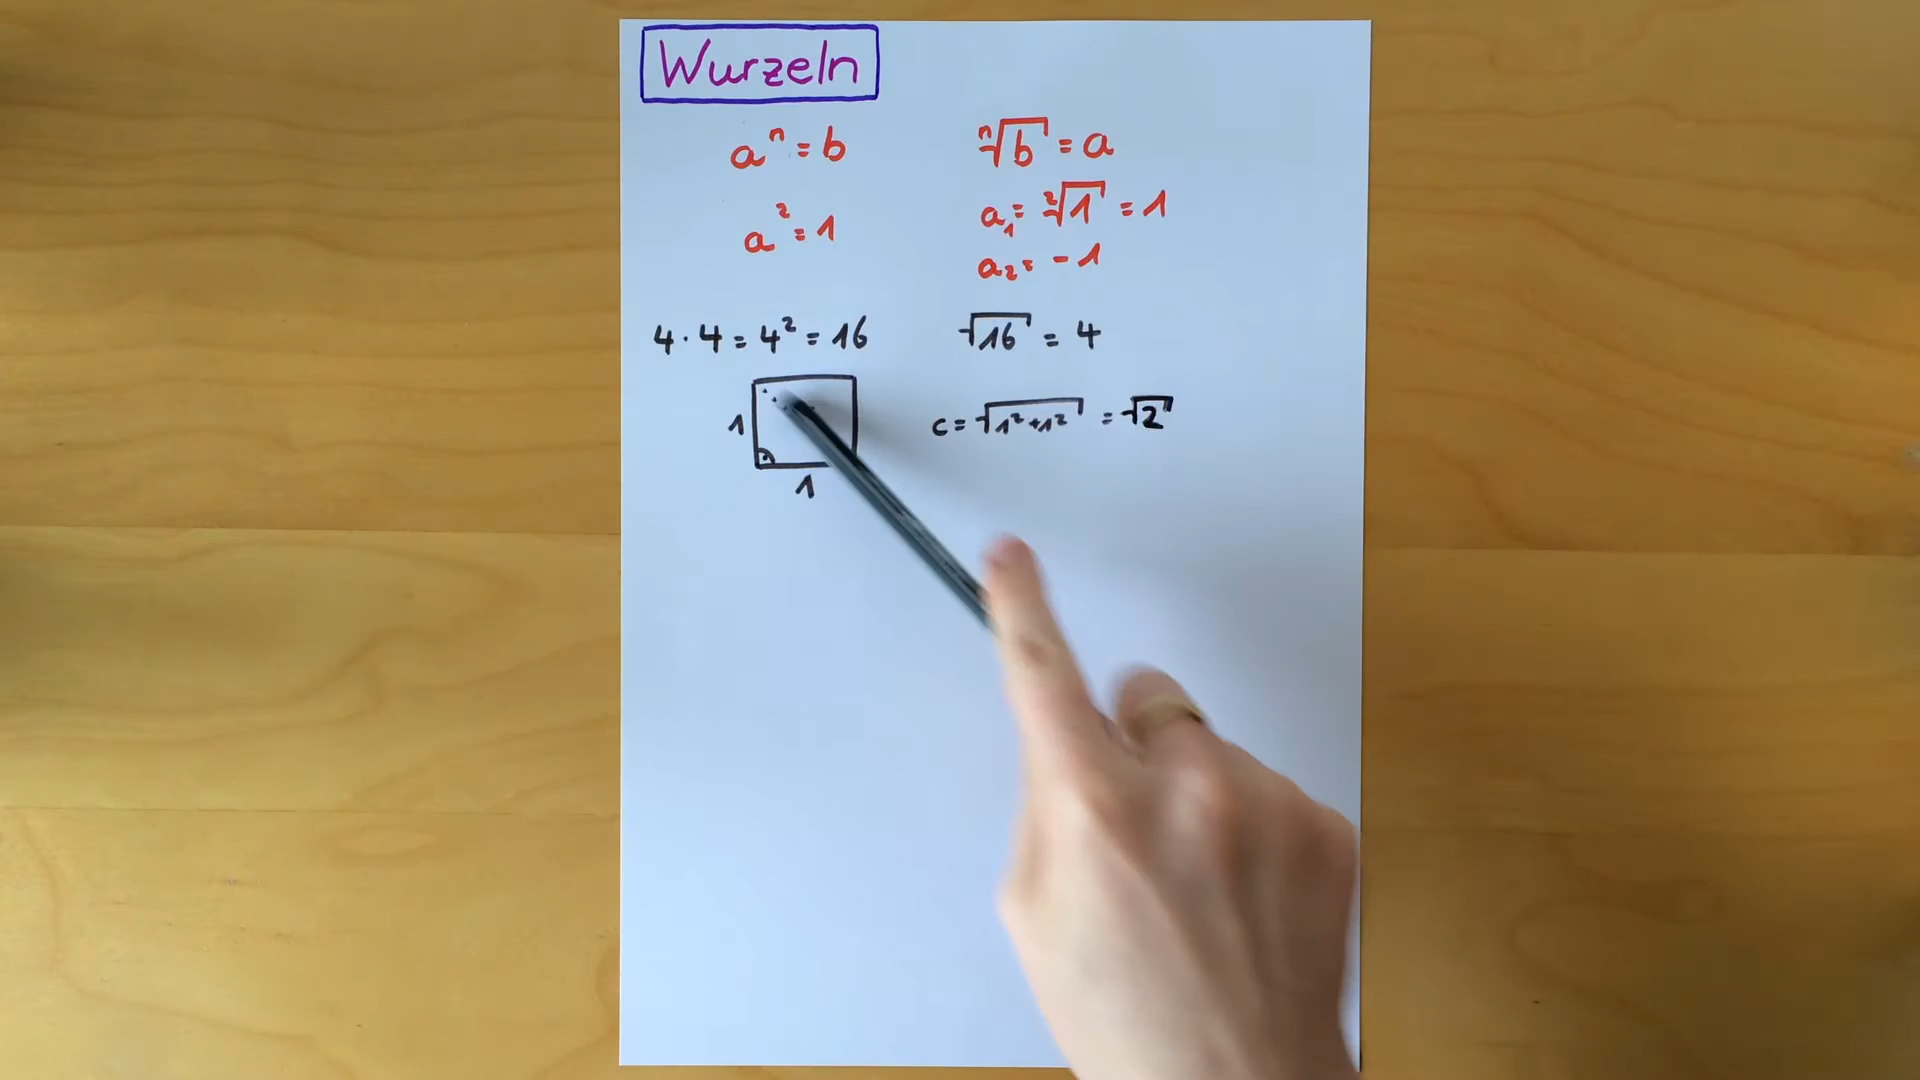 Wurzeln
aⁿ = b    ⁿ√b = a
a² = 1    a₁ = ²√1 = 1
a₂ = -1
4 · 4 = 4² = 16    √16 = 4
1    c = √1² + 1² = √2
1